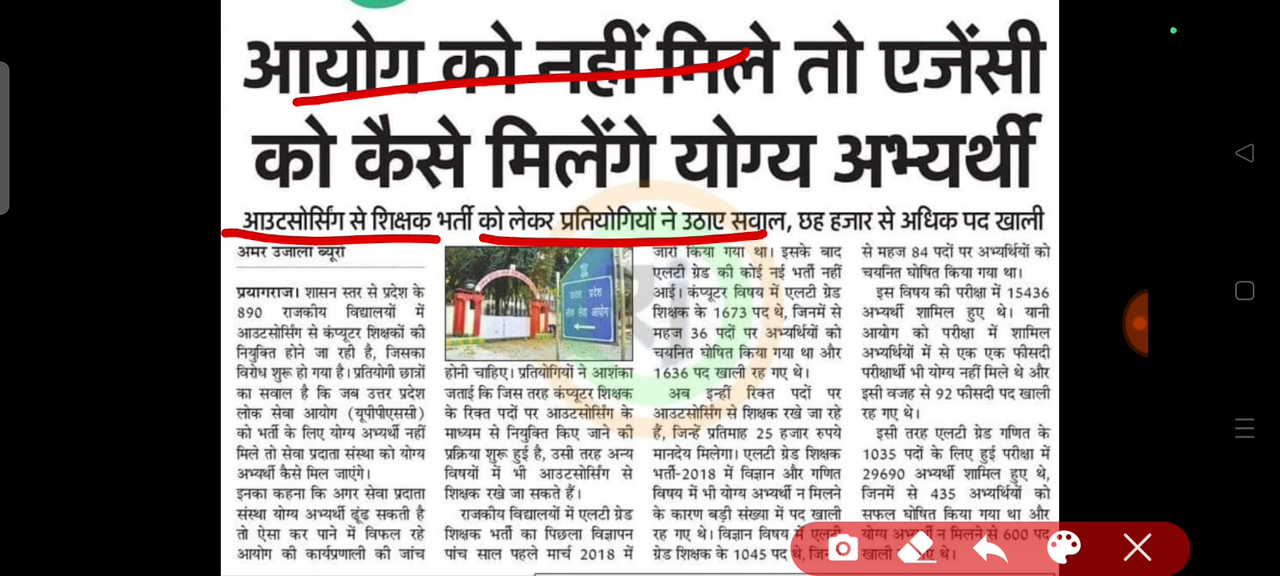 आयोग को नहीं मिले तो एजेंसी
को कैसे मिलेंगे योग्य अभ्यर्थी
आउटसोर्सिंग से शिक्षक भर्ती को लेकर प्रतियोगियों ने उठाए सवाल, छह हजार से अधिक पद खाली
अमर उजाला ब्यूरो
प्रयागराज। शासन स्तर से प्रदेश के
890 राजकीय विद्यालयों में
आउटसोर्सिंग से कंप्यूटर शिक्षकों की
नियुक्ति होने जा रही है, जिसका
विरोध शुरू हो गया है। प्रतियोगी छात्रों
का सवाल है कि जब उत्तर प्रदेश
लोक सेवा आयोग (यूपीपीएससी)
को भर्ती के लिए योग्य अभ्यर्थी नहीं
मिले तो सेवा प्रदाता संस्था को योग्य
अभ्यर्थी कैसे मिल जाएंगे।
इनका कहना कि अगर सेवा प्रदाता
संस्था योग्य अभ्यर्थी ढूंढ सकती है
तो ऐसा कर पाने में विफल रहे
आयोग की कार्यप्रणाली की जांच
उत्तर प्रदेश
लोक सेवा आयोग
होनी चाहिए। प्रतियोगियों ने आशंका
जताई कि जिस तरह कंप्यूटर शिक्षक
के रिक्त पदों पर आउटसोर्सिंग के
माध्यम से नियुक्ति किए जाने की
प्रक्रिया शुरू हुई है, उसी तरह अन्य
विषयों में भी आउटसोर्सिंग से
शिक्षक रखे जा सकते हैं।
राजकीय विद्यालयों में एलटी ग्रेड
शिक्षक भर्ती का पिछला विज्ञापन
पांच साल पहले मार्च 2018 में
जारी किया गया था। इसके बाद
एलटी ग्रेड की कोई नई भर्ती नहीं
आई। कंप्यूटर विषय में एलटी ग्रेड
शिक्षक के 1673 पद थे, जिनमें से
महज 36 पदों पर अभ्यर्थियों को
चयनित घोषित किया गया था और
1636 पद खाली रह गए थे।
अब इन्हीं रिक्त पदों पर
आउटसोर्सिंग से शिक्षक रखे जा रहे
हैं, जिन्हें प्रतिमाह 25 हजार रुपये
मानदेय मिलेगा। एलटी ग्रेड शिक्षक
भर्ती-2018 में विज्ञान और गणित
विषय में भी योग्य अभ्यर्थी न मिलने
के कारण बड़ी संख्या में पद खाली
रह गए थे। विज्ञान विषय में एलटी
ग्रेड शिक्षक के 1045 पद थे,
से महज 84 पदों पर अभ्यर्थियों को
चयनित घोषित किया गया था।
इस विषय की परीक्षा में 15436
अभ्यर्थी शामिल हुए थे। यानी
आयोग को परीक्षा में शामिल
अभ्यर्थियों में से एक एक फीसदी
परीक्षार्थी भी योग्य नहीं मिले थे और
इसी वजह से 92 फीसदी पद खाली
रह गए थे।
इसी तरह एलटी ग्रेड गणित के
1035 पदों के लिए हुई परीक्षा में
29690 अभ्यर्थी शामिल हुए थे,
जिनमें से 435 अभ्यर्थियों को
सफल घोषित किया गया था और
योग्य न मिलने से 600 पद
खाली थे।